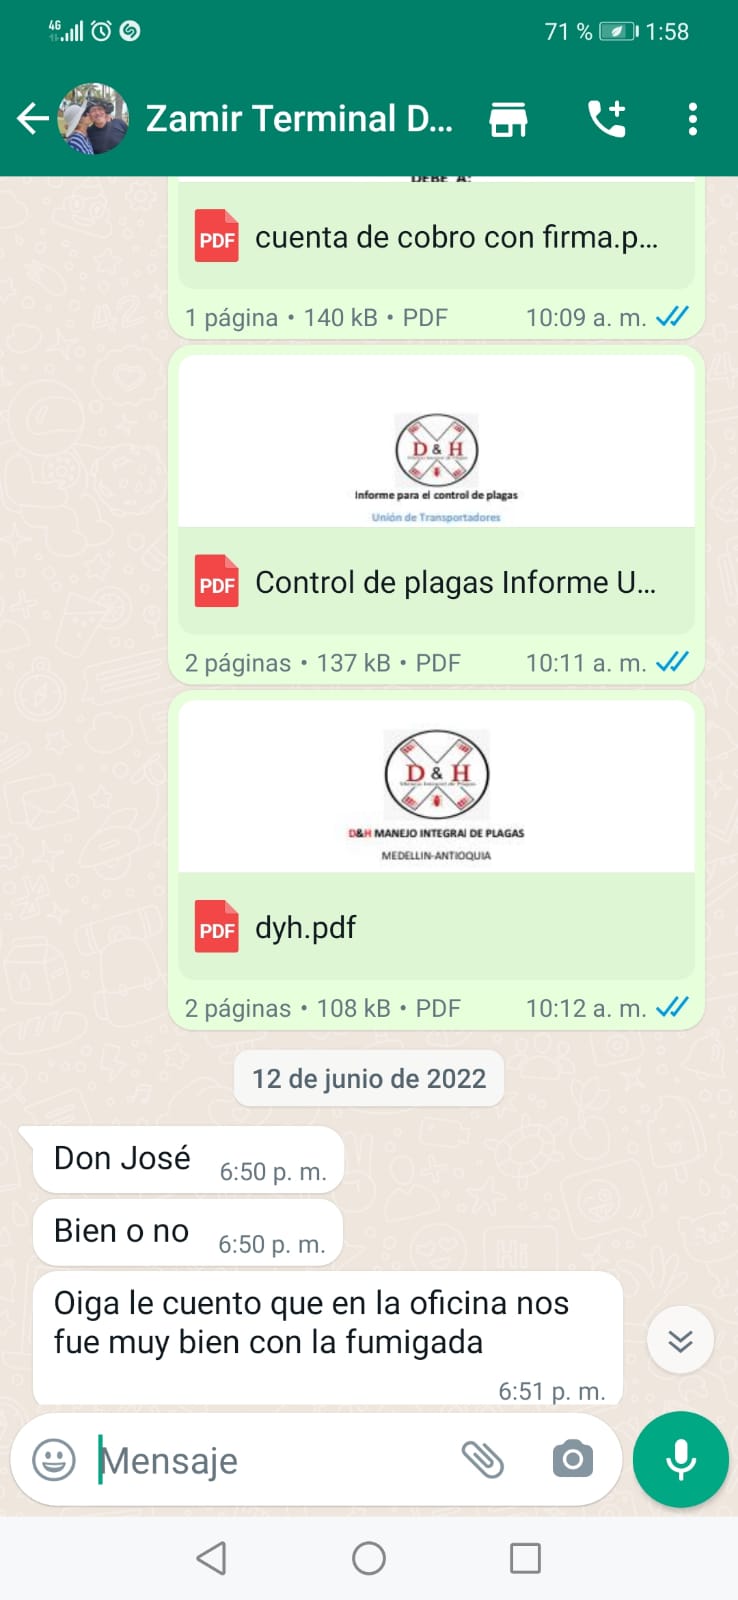 4G 71 % 1:58
Zamir Terminal D...
DEBE A:
PDF cuenta de cobro con firma.p...
1 página • 140 kB • PDF 10:09 a. m.
D & H
Informe para el control de plagas
Unión de Transportadores
PDF Control de plagas Informe U...
2 páginas • 137 kB • PDF 10:11 a. m.
D & H
D&H MANEJO INTEGRAL DE PLAGAS
MEDELLIN-ANTIOQUIA
PDF dyh.pdf
2 páginas • 108 kB • PDF 10:12 a. m.
12 de junio de 2022
Don José 6:50 p. m.
Bien o no 6:50 p. m.
Oiga le cuento que en la oficina nos
fue muy bien con la fumigada
6:51 p. m.
Mensaje